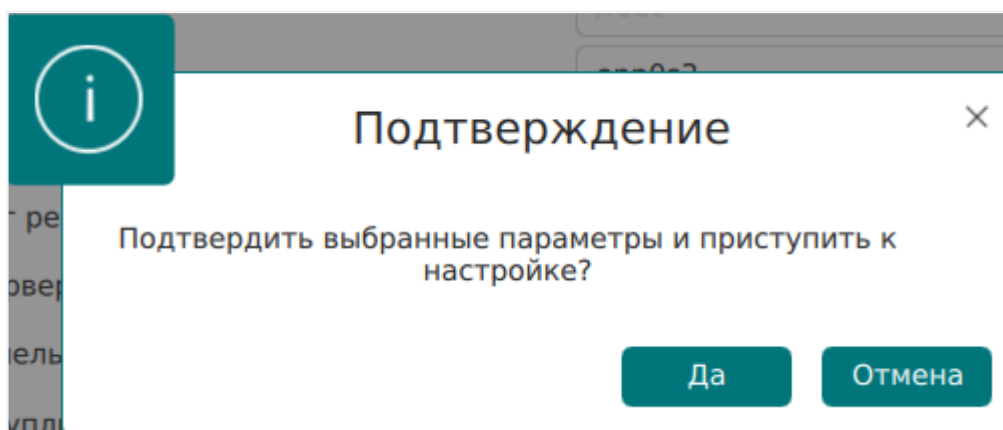 Подтверждение
Подтвердить выбранные параметры и приступить к
настройке?
Да
Отмена